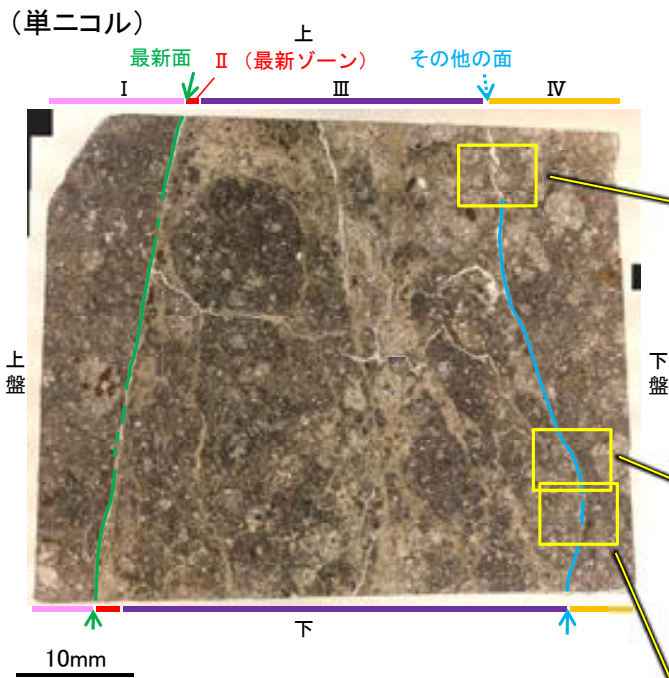 (単ニコル)
上
最新面
Ⅱ (最新ゾーン)
その他の面
Ⅰ
Ⅲ
Ⅳ
上盤
下盤
下
10mm